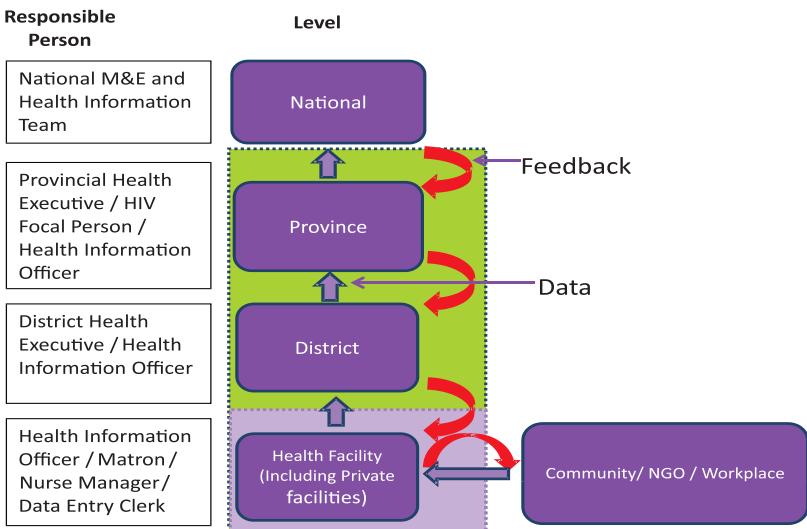 Responsible
Person
Level
National M&E and
Health Information
Team
National
Feedback
Provincial Health
Executive / HIV
Focal Person /
Health Information
Officer
Province
Data
District Health
Executive / Health
Information Officer
District
Health Information
Officer / Matron /
Nurse Manager/
Data Entry Clerk
Health Facility
(Including Private
facilities)
Community/ NGO / Workplace